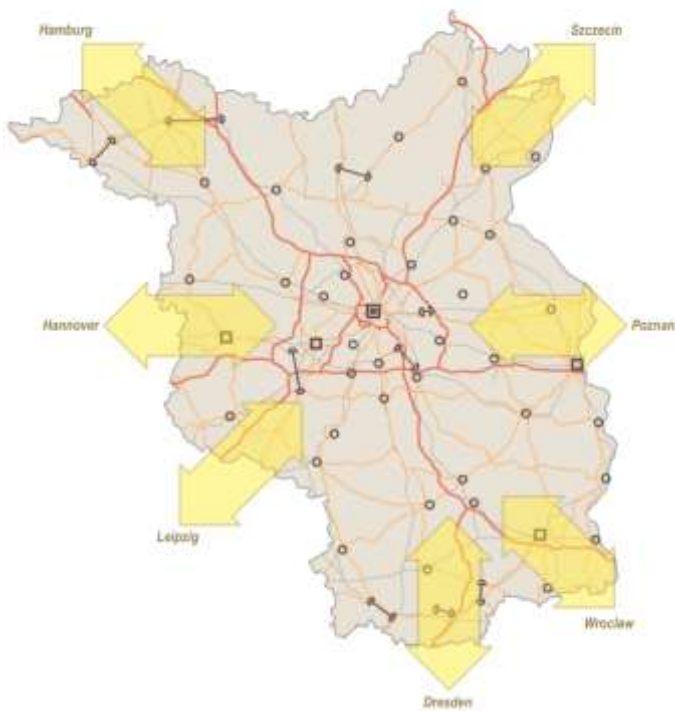 Hamburg
Szczecin
Hannover
Poznan
Leipzig
Wroclaw
Dresden